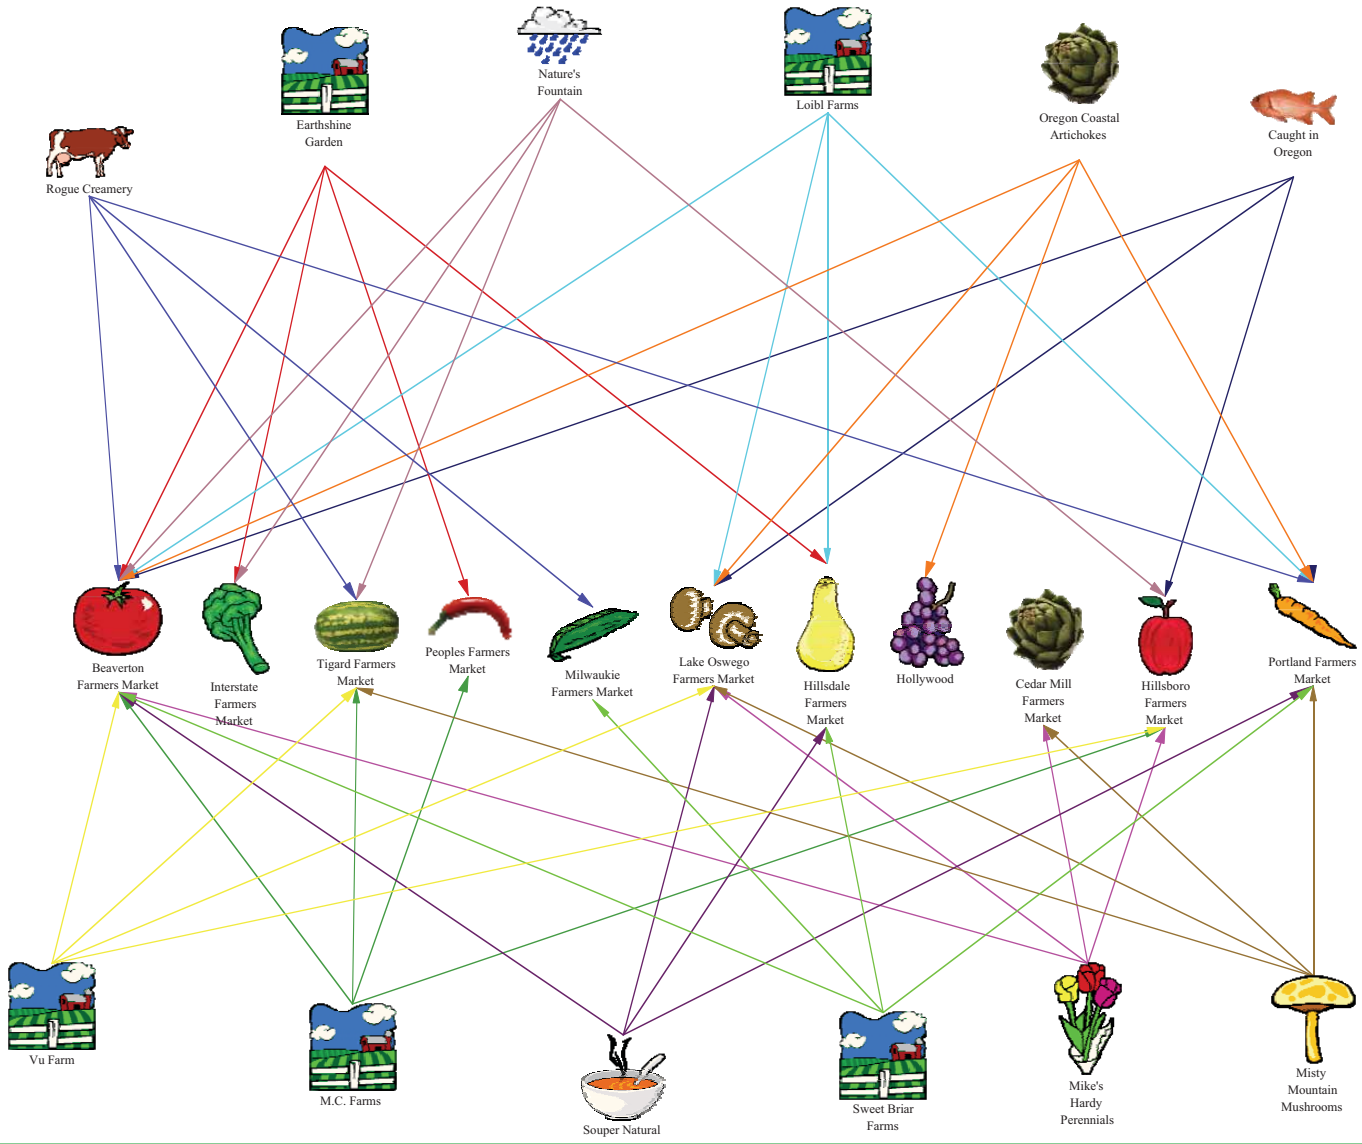 Nature's
Fountain
Loibl Farms
Earthshine
Garden
Oregon Coastal
Artichokes
Caught in
Oregon
Rogue Creamery
Beaverton
Farmers Market
Interstate
Farmers
Market
Tigard Farmers
Market
Peoples Farmers
Market
Milwaukie
Farmers Market
Lake Oswego
Farmers Market
Hillsdale
Farmers
Market
Hollywood
Cedar Mill
Farmers
Market
Hillsboro
Farmers
Market
Portland Farmers
Market
Vu Farm
M.C. Farms
Souper Natural
Sweet Briar
Farms
Mike's
Hardy
Perennials
Misty
Mountain
Mushrooms